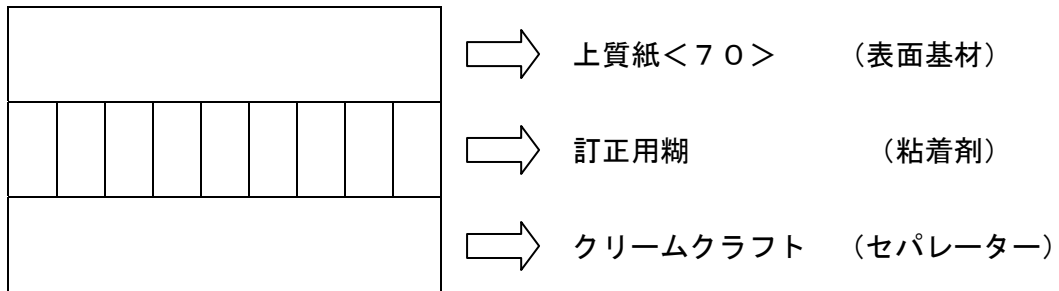 上質紙＜７０＞　　（表面基材）
訂正用糊　　　　　（粘着剤）
クリームクラフト　（セパレーター）